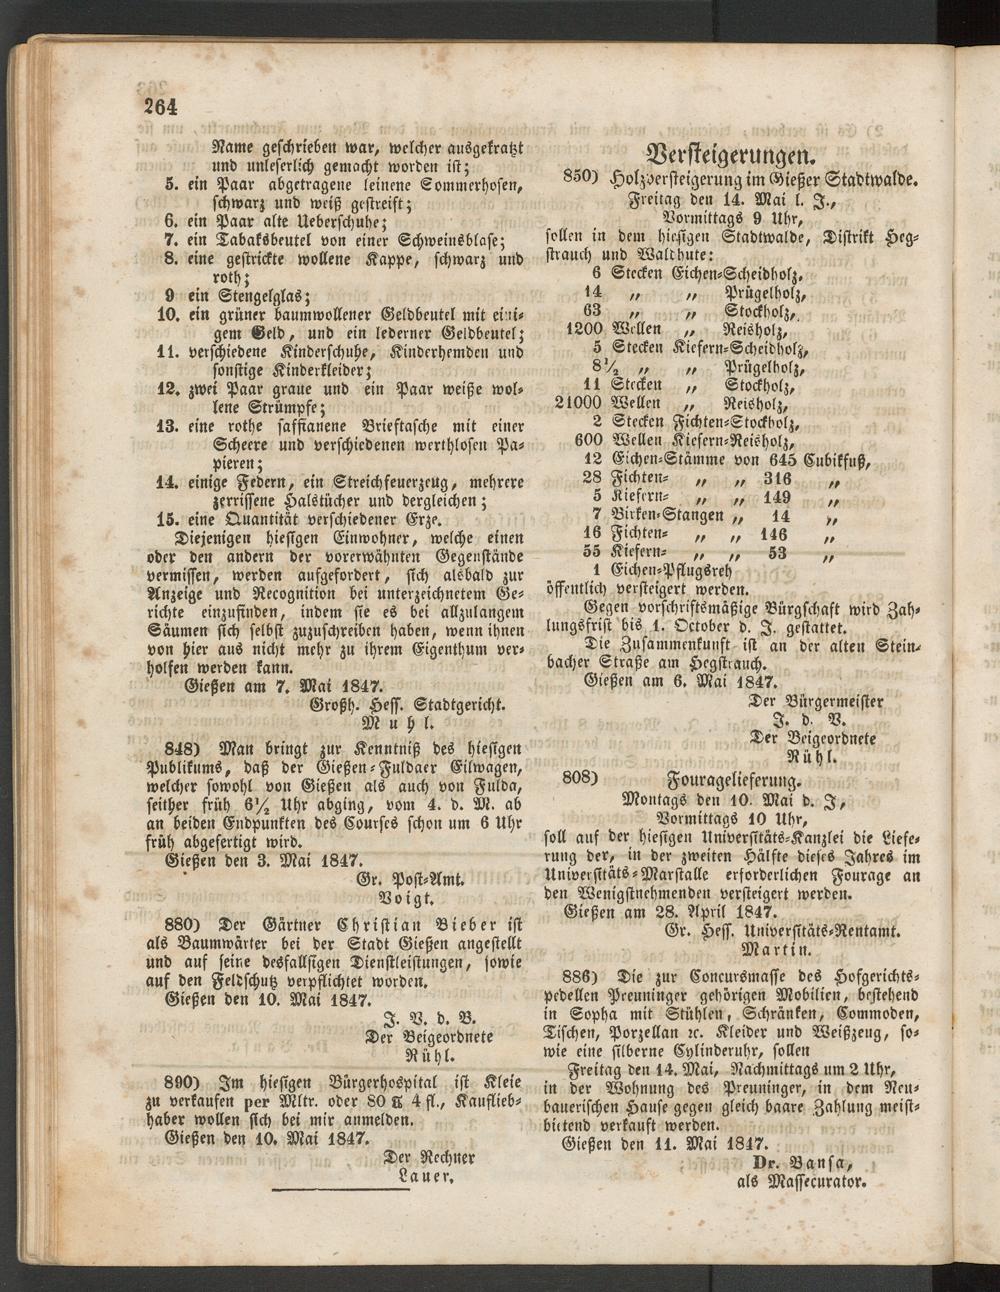 264
Name geschrieben war, welcher ausgekratzt
und unleserlich gemacht worden ist;
5. ein Paar abgetragene leinene Sommerhosen,
schwarz und weiß gestreift;
6. ein Paar alte Ueberschuhe;
7. ein Tabaksbeutel von einer Schweinsblase;
8. eine gestrickte wollene Kappe, schwarz und
roth;
9 ein Stengelglas;
10. ein grüner baumwollener Geldbeutel mit eini-
gem Geld, und ein lederner Geldbeutel;
11. verschiedene Kinderschuhe, Kinderhemden und
sonstige Kinderkleider;
12. zwei Paar graue und ein Paar weiße wol-
lene Strümpfe;
13. eine rothe saffianene Brieftasche mit einer
Scheere und verschiedenen werthlosen Pa-
pieren;
14. einige Federn, ein Streichfeuerzeug, mehrere
zerrissene Halstücher und dergleichen;
15. eine Quantität verschiedener Erze.
Diejenigen hiesigen Einwohner, welche einen
oder den andern der vorerwähnten Gegenstände
vermissen, werden aufgefordert, sich alsbald zur
Anzeige und Recognition bei unterzeichnetem Ge-
richte einzufinden, indem sie es bei allzulangem
Säumen sich selbst zuzuschreiben haben, wenn ihnen
von hier aus nicht mehr zu ihrem Eigenthum ver-
holfen werden kann.
Gießen am 7. Mai 1847.
Großh. Hess. Stadtgericht.
Muhl.
848) Man bringt zur Kenntniß des hiesigen
Publikums, daß der Gießen-Fuldaer Eilwagen,
welcher sowohl von Gießen als auch von Fulda,
seither früh 6½ Uhr abging, vom 4. d. M. ab
an beiden Endpunkten des Courses schon um 6 Uhr
früh abgefertigt wird.
Gießen den 3. Mai 1847.
Gr. Post-Amt.
Voigt.
880) Der Gärtner Christian Bieber ist
als Baumwärter bei der Stadt Gießen angestellt
und auf seine desfallsigen Dienstleistungen, sowie
auf den Feldschutz verpflichtet worden.
Gießen den 10. Mai 1847.
J. V. d. B.
Der Beigeordnete
Rühl.
890) Im hiesigen Bürgerhospital ist Kleie
zu verkaufen per Mltr. oder 80 ℔ 4 fl., Kauflieb-
haber wollen sich bei mir anmelden.
Gießen den 10. Mai 1847.
Der Rechner
Lauer.
Versteigerungen.
850) Holzversteigerung im Gießer Stadtwalde.
Freitag den 14. Mai l. J.,
Vormittags 9 Uhr,
sollen in dem hiesigen Stadtwalde, Distrikt Heg-
strauch und Waldhute:
6 Stecken Eichen-Scheidholz,
14 „ „ Prügelholz,
63 „ „ Stockholz,
1200 Wellen „ Reisholz,
5 Stecken Kiefern-Scheidholz,
8½ „ „ Prügelholz,
11 Stecken „ Stockholz,
21000 Wellen „ Reisholz,
2 Stecken Fichten-Stockholz,
600 Wellen Kiefern-Reisholz,
12 Eichen-Stämme von 645 Cubikfuß,
28 Fichten- „ „ 316 „
5 Kiefern- „ „ 149 „
7 Birken-Stangen „ 14 „
16 Fichten- „ „ 146 „
55 Kiefern- „ „ 53 „
1 Eichen-Pflugsreh
öffentlich versteigert werden.
Gegen vorschriftsmäßige Bürgschaft wird Zah-
lungsfrist bis 1. October d. J. gestattet.
Die Zusammenkunft ist an der alten Stein-
bacher Straße am Hegstrauch.
Gießen am 6. Mai 1847.
Der Bürgermeister
J. d. V.
Der Beigeordnete
Rühl.
808) Fouragelieferung.
Montags den 10. Mai d. J,
Vormittags 10 Uhr,
soll auf der hiesigen Universitäts-Kanzlei die Liefe-
rung der, in der zweiten Hälfte dieses Jahres im
Universitäts-Marstalle erforderlichen Fourage an
den Wenigstnehmenden versteigert werden.
Gießen am 28. April 1847.
Gr. Hess. Universitäts-Rentamt.
Martin.
886) Die zur Concursmasse des Hofgerichts-
pedellen Preuninger gehörigen Mobilien, bestehend
in Sopha mit Stühlen, Schränken, Commoden,
Tischen, Porzellan ꝛc. Kleider und Weißzeug, so-
wie eine silberne Cylinderuhr, sollen
Freitag den 14. Mai, Nachmittags um 2 Uhr,
in der Wohnung des Preuninger, in dem Neu-
bauerischen Hause gegen gleich baare Zahlung meist-
bietend verkauft werden.
Gießen den 11. Mai 1847.
Dr. Bansa,
als Massecurator.